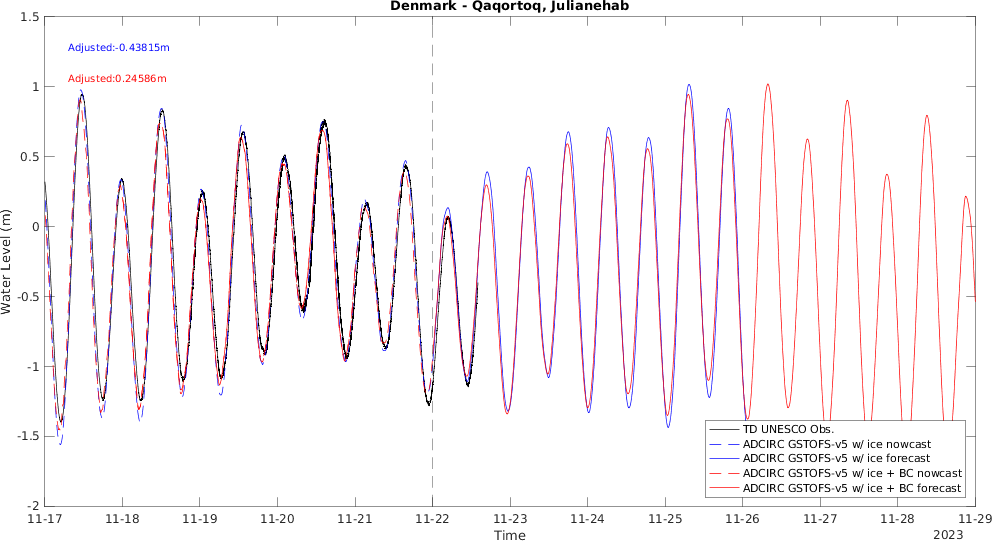 Denmark - Qaqortoq, Julianehab
1.5
1
0.5
0
-0.5
-1
-1.5
-2
Water Level (m)
Adjusted:-0.43815m
Adjusted:0.24586m
TD UNESCO Obs.
ADCIRC GSTOFS-v5 w/ ice nowcast
ADCIRC GSTOFS-v5 w/ ice forecast
ADCIRC GSTOFS-v5 w/ ice + BC nowcast
ADCIRC GSTOFS-v5 w/ ice + BC forecast
11-17 11-18 11-19 11-20 11-21 11-22 11-23 11-24 11-25 11-26 11-27 11-28 11-29
Time
2023